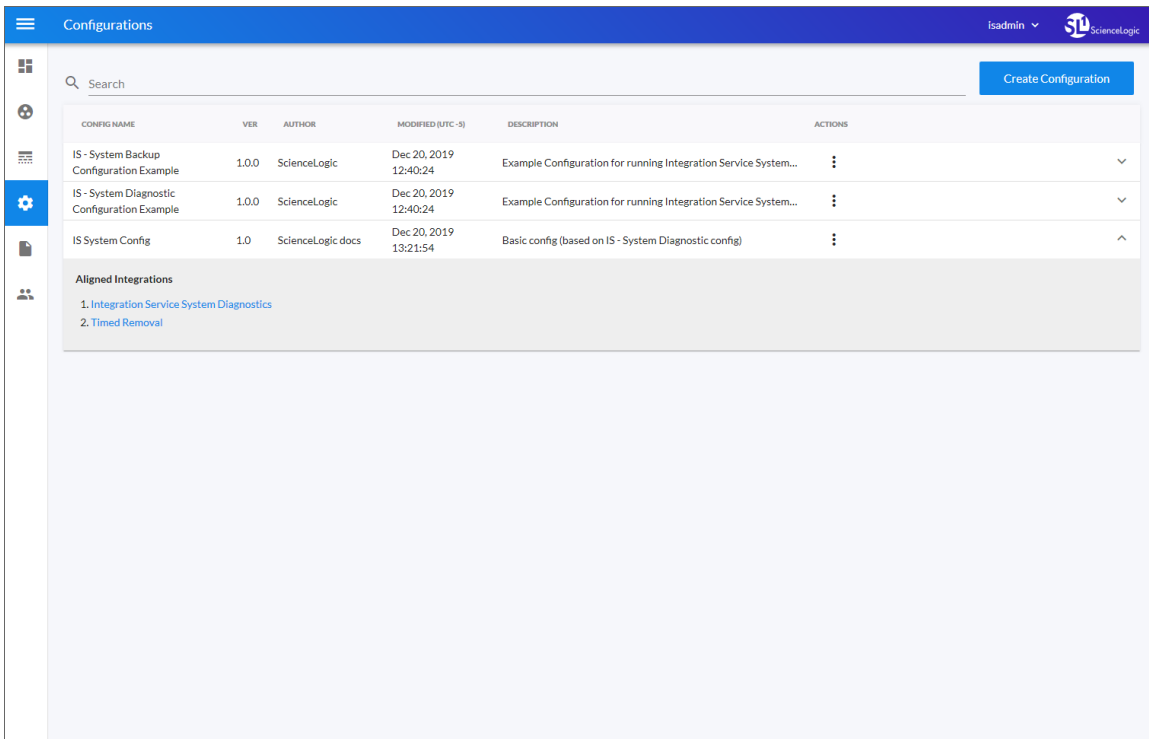 Configurations
isadmin
SL1 ScienceLogic
Search
Create Configuration
CONFIG NAME VER AUTHOR MODIFIED (UTC -5) DESCRIPTION ACTIONS
IS - System Backup
Configuration Example
1.0.0
ScienceLogic
Dec 20, 2019
12:40:24
Example Configuration for running Integration Service System...
IS - System Diagnostic
Configuration Example
1.0.0
ScienceLogic
Dec 20, 2019
12:40:24
Example Configuration for running Integration Service System...
IS System Config
1.0
ScienceLogic docs
Dec 20, 2019
13:21:54
Basic config (based on IS - System Diagnostic config)
Aligned Integrations
1. Integration Service System Diagnostics
2. Timed Removal